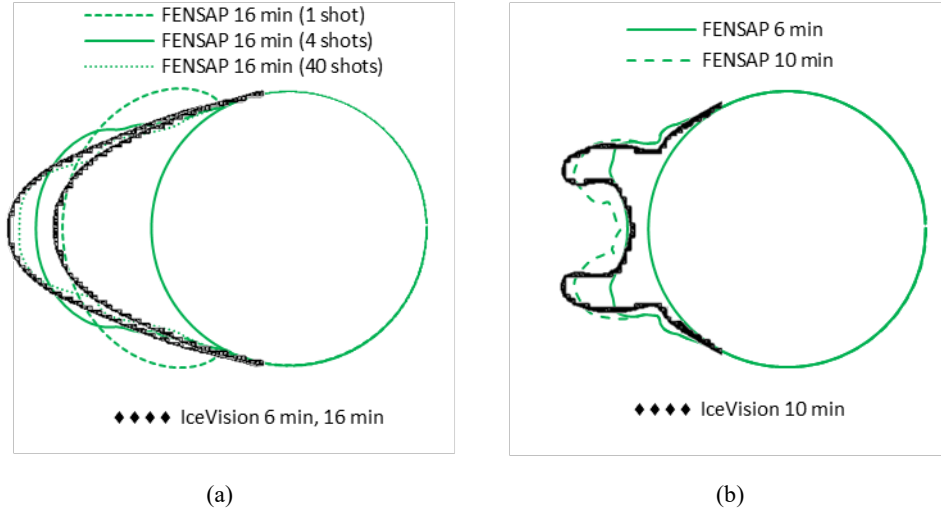 FENSAP 16 min (1 shot)
FENSAP 16 min (4 shots)
FENSAP 16 min (40 shots)
IceVision 6 min, 16 min
(a)
FENSAP 6 min
FENSAP 10 min
IceVision 10 min
(b)